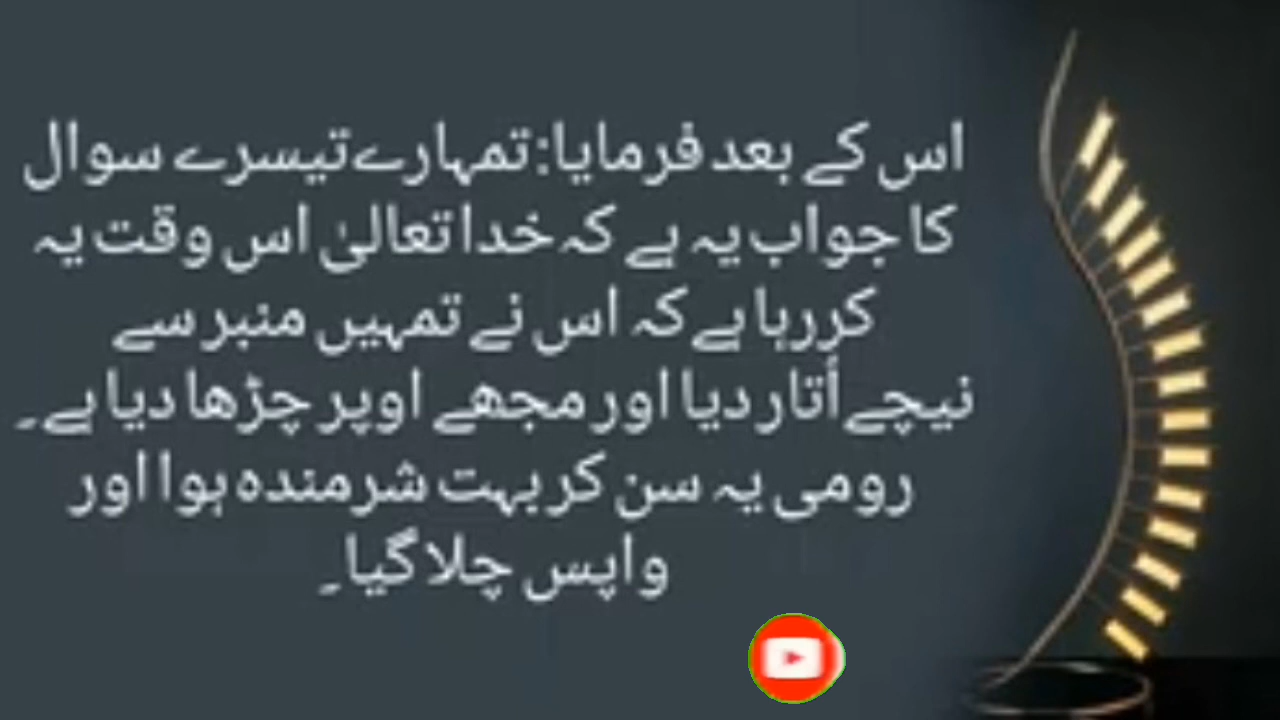 اس کے بعد فرمایا: تمہارے تیسرے سوال
کا جواب یہ ہے کہ خدا تعالیٰ اس وقت یہ
کررہا ہے کہ اس نے تمہیں منبر سے
نیچے أتار دیا اور مجھے اوپر چڑھا دیا ہے۔
رومی یہ سن کر بہت شرمندہ ہوا اور
واپس چلا گیا۔